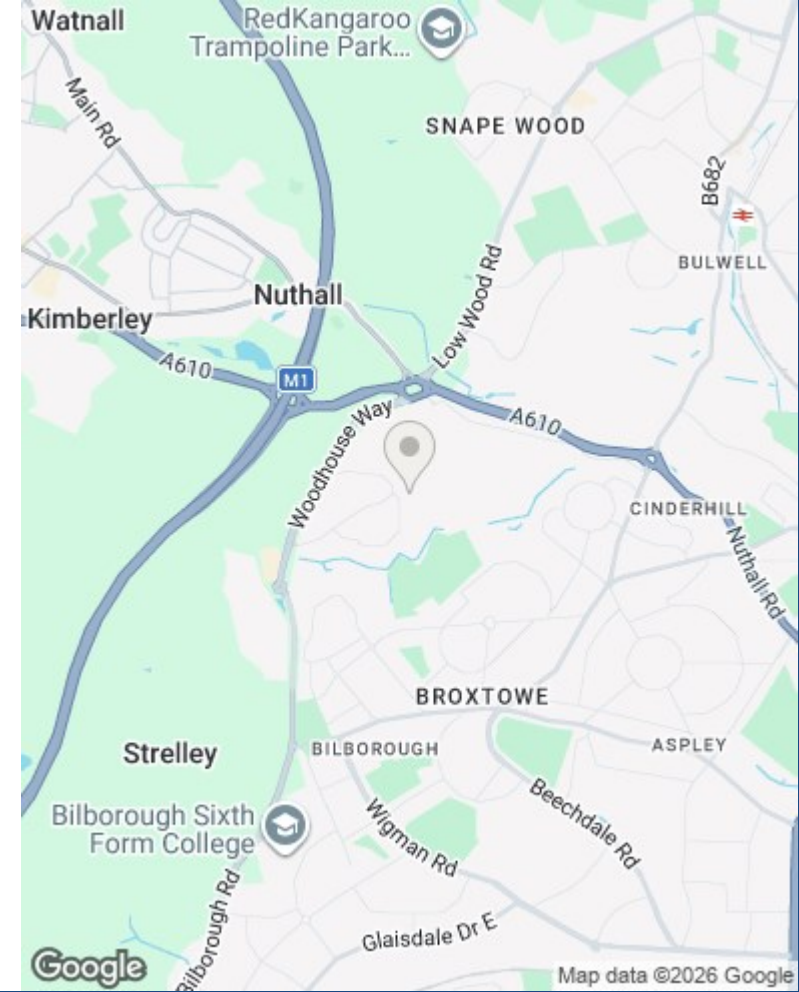 Watnall
RedKangaroo
Trampoline Park...
Main Rd
SNAPE WOOD
B682
BULWELL
Low Wood Rd
Nuthall
Kimberley
A610
M1
Woodhouse Way
A610
CINDERHILL
Nuthall Rd
BROXTOWE
BILBOROUGH
ASPLEY
Strelley
Beechdale Rd
Bilborough Sixth
Form College
Wigman Rd
Bilborough Rd
Glaisdale Dr E
Google
Map data ©2026 Google